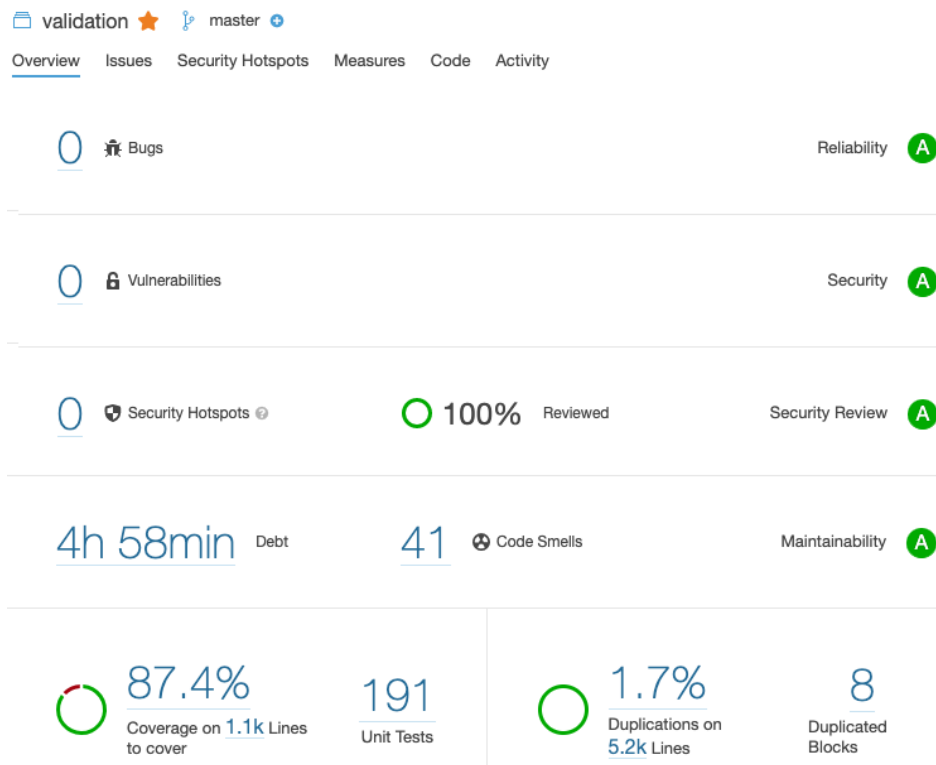 validation master
Overview Issues Security Hotspots Measures Code Activity
0 Bugs Reliability A
0 Vulnerabilities Security A
0 Security Hotspots ? 100% Reviewed Security Review A
4h 58min Debt 41 Code Smells Maintainability A
87.4%
Coverage on 1.1k Lines
to cover
191
Unit Tests
1.7%
Duplications on
5.2k Lines
8
Duplicated
Blocks